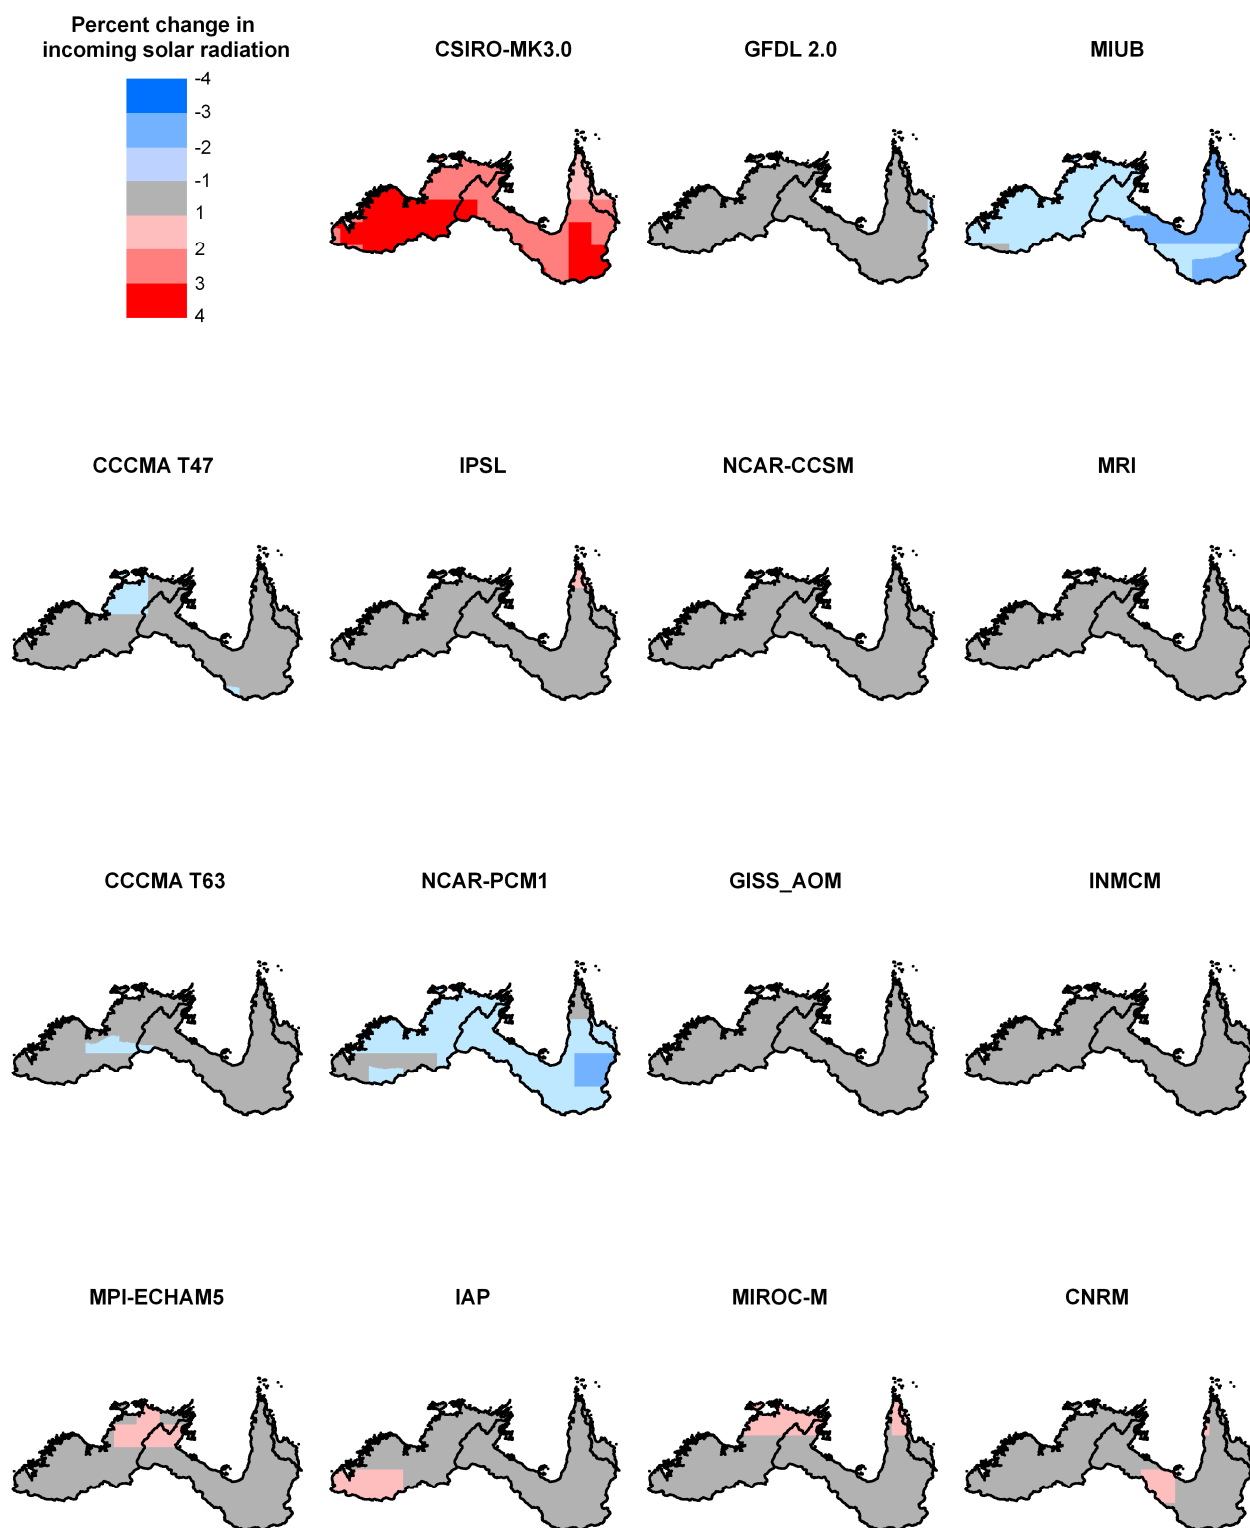 Percent change in
incoming solar radiation
-4
-3
-2
-1
1
2
3
4
CSIRO-MK3.0
GFDL 2.0
MIUB
CCCMA T47
IPSL
NCAR-CCSM
MRI
CCCMA T63
NCAR-PCM1
GISS_AOM
INMCM
MPI-ECHAM5
IAP
MIROC-M
CNRM